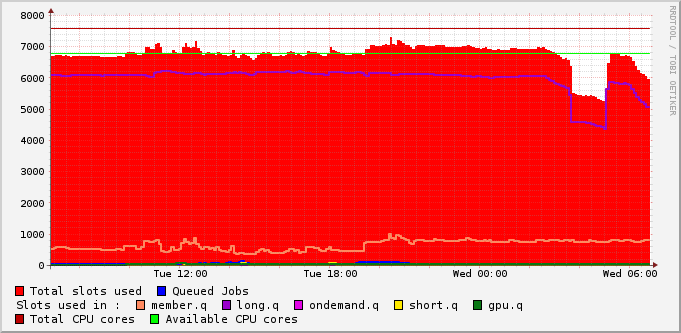 8000
7000
6000
5000
4000
3000
2000
1000
0
Tue 12:00 Tue 18:00 Wed 00:00 Wed 06:00
Total slots used Queued Jobs
Slots used in : member.q long.q ondemand.q short.q gpu.q
Total CPU cores Available CPU cores
RRDTOOL / TOBI OETIKER